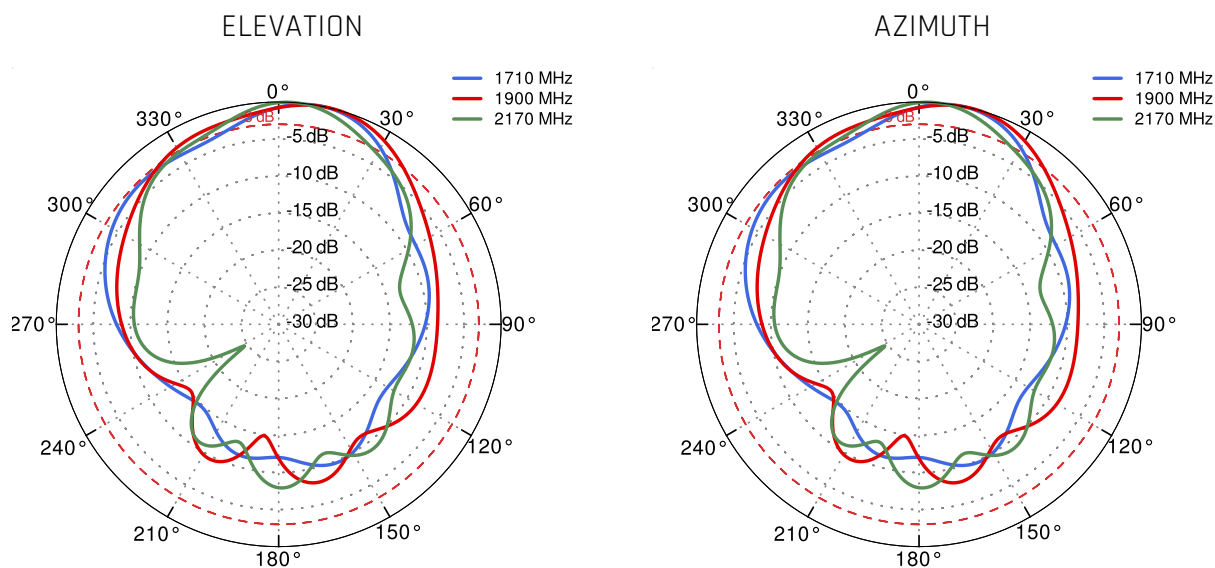 ELEVATION
1710 MHz
1900 MHz
2170 MHz
0°
30°
60°
90°
120°
150°
180°
210°
240°
270°
300°
330°
dB
-5 dB
-10 dB
-15 dB
-20 dB
-25 dB
-30 dB
AZIMUTH
1710 MHz
1900 MHz
2170 MHz
0°
30°
60°
90°
120°
150°
180°
210°
240°
270°
300°
330°
dB
-5 dB
-10 dB
-15 dB
-20 dB
-25 dB
-30 dB